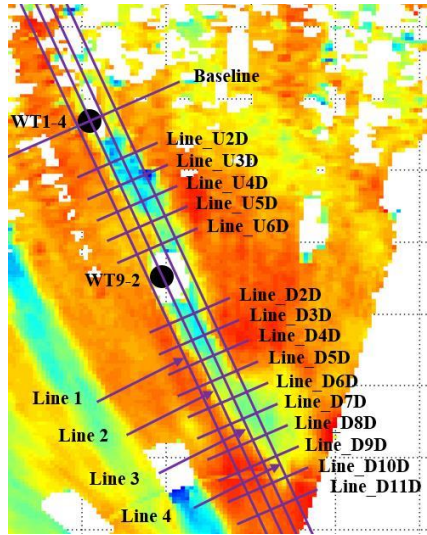 Baseline
WT1-4
Line_U2D
Line_U3D
Line_U4D
Line_U5D
Line_U6D
WT9-2
Line_D2D
Line_D3D
Line_D4D
Line_D5D
Line_D6D
Line 1
Line_D7D
Line_D8D
Line 2
Line_D9D
Line_D10D
Line 3
Line_D11D
Line 4